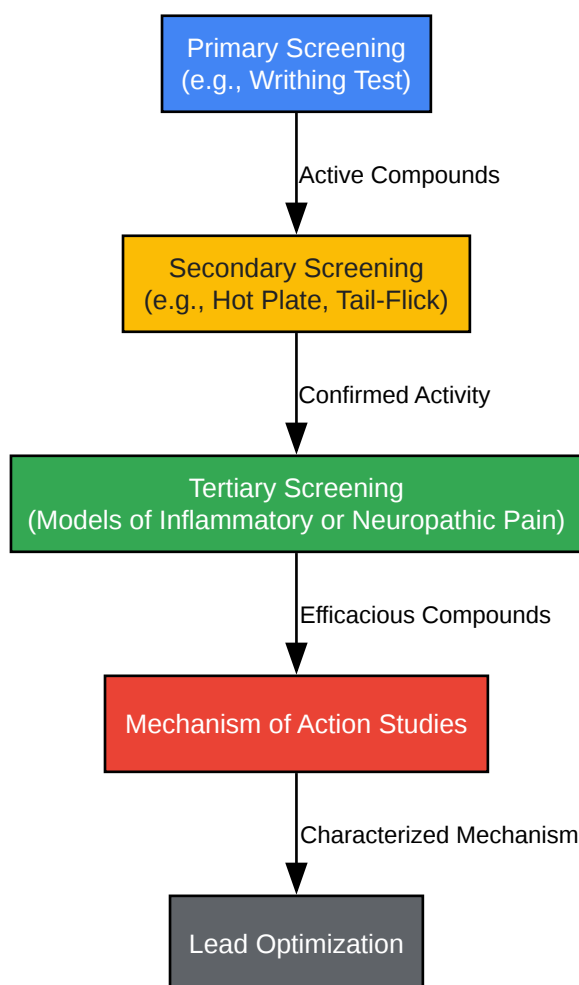 Primary Screening
(e.g., Writhing Test)
Active Compounds
Secondary Screening
(e.g., Hot Plate, Tail-Flick)
Confirmed Activity
Tertiary Screening
(Models of Inflammatory or Neuropathic Pain)
Efficacious Compounds
Mechanism of Action Studies
Characterized Mechanism
Lead Optimization